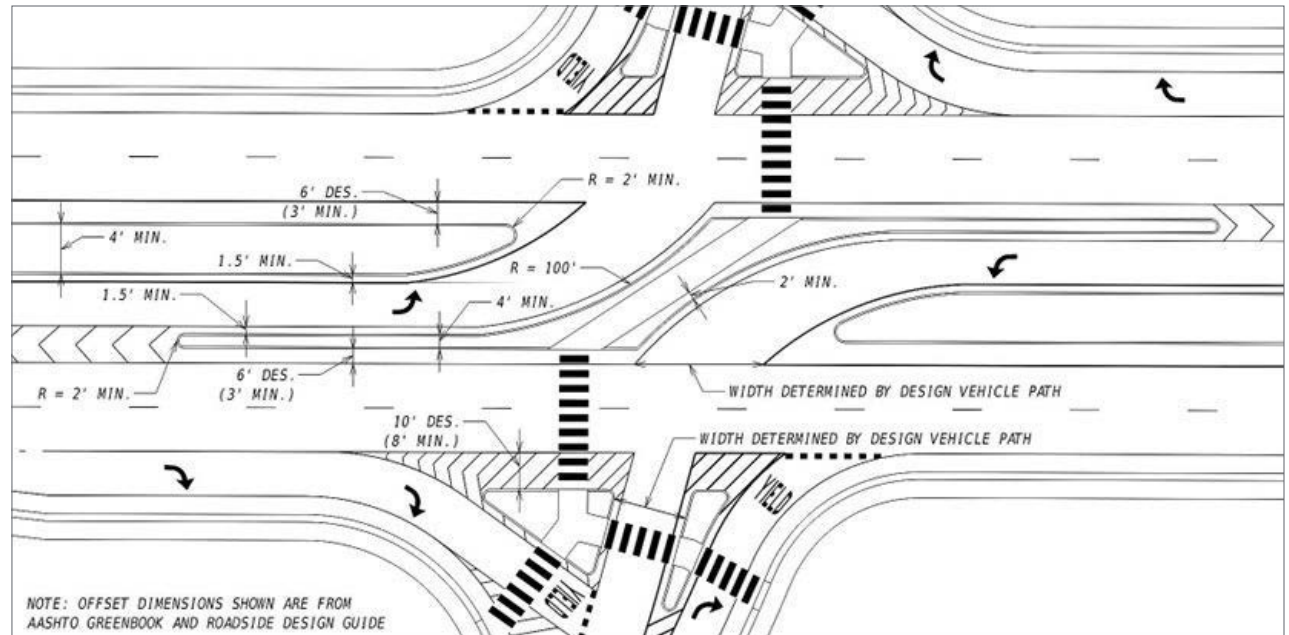 YIELD
R = 2' MIN.
6' DES.
(3' MIN.)
4' MIN.
1.5' MIN.
R = 100'
2' MIN.
1.5' MIN.
4' MIN.
6' DES.
(3' MIN.)
R = 2' MIN.
WIDTH DETERMINED BY DESIGN VEHICLE PATH
10' DES.
(8' MIN.)
WIDTH DETERMINED BY DESIGN VEHICLE PATH
YIELD
YIELD
NOTE: OFFSET DIMENSIONS SHOWN ARE FROM
AASHTO GREENBOOK AND ROADSIDE DESIGN GUIDE